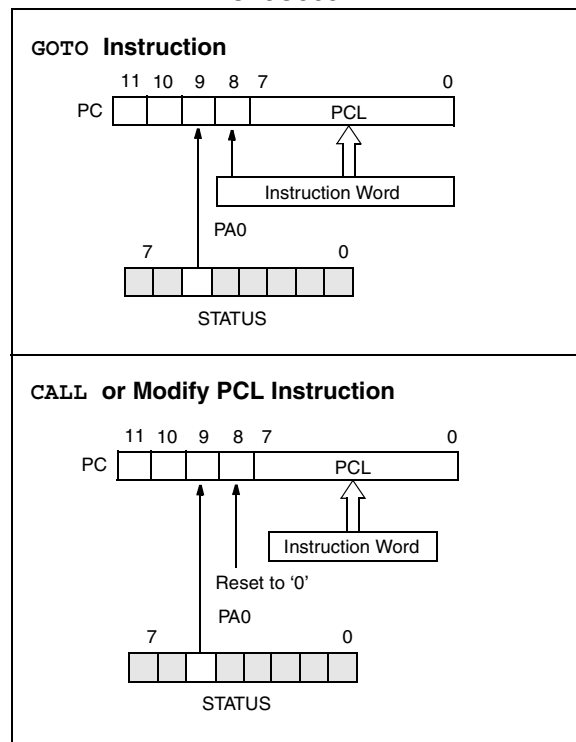 GOTO Instruction
11 10 9 8 7 0
PC PCL
Instruction Word
PA0
7 0
STATUS
CALL or Modify PCL Instruction
11 10 9 8 7 0
PC PCL
Instruction Word
Reset to ‘0’
PA0
7 0
STATUS